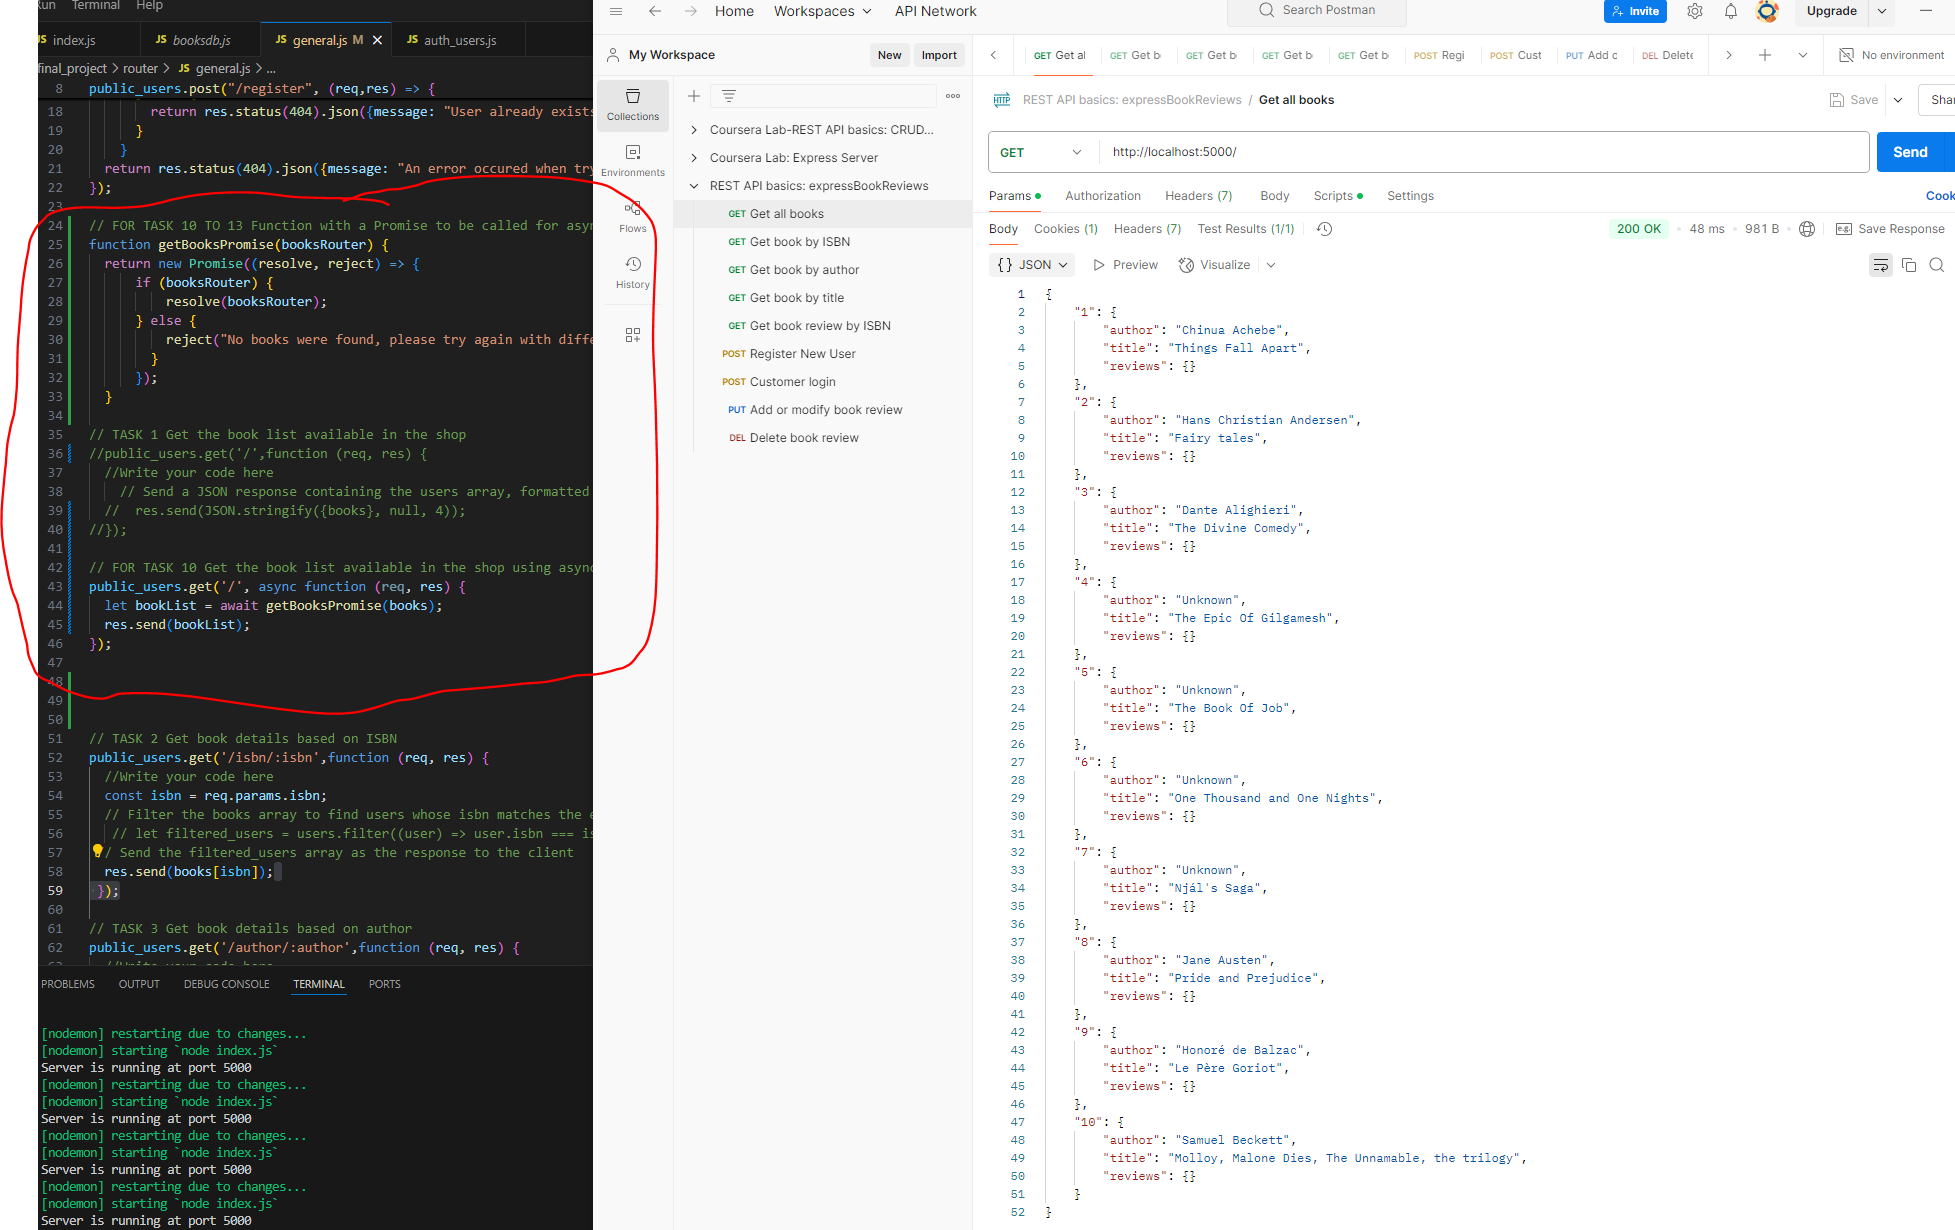 Run Terminal Help
JS index.js JS booksdb.js JS general.js M × JS auth_users.js
final_project > router > JS general.js > ...
8 public_users.post("/register", (req,res) => {
18 return res.status(404).json({message: "User already exists
19 }
20 }
21 return res.status(404).json({message: "An error occured when try
22 });
23
24 // FOR TASK 10 TO 13 Function with a Promise to be called for asyn
25 function getBooksPromise(booksRouter) {
26 return new Promise((resolve, reject) => {
27 if (booksRouter) {
28 resolve(booksRouter);
29 } else {
30 reject("No books were found, please try again with diffe
31 }
32 });
33 }
34
35 // TASK 1 Get the book list available in the shop
36 //public_users.get('/',function (req, res) {
37 //Write your code here
38 // Send a JSON response containing the users array, formatted
39 // res.send(JSON.stringify({books}, null, 4));
40 //});
41
42 // FOR TASK 10 Get the book list available in the shop using async
43 public_users.get('/', async function (req, res) {
44 let bookList = await getBooksPromise(books);
45 res.send(bookList);
46 });
47
48
49
50
51 // TASK 2 Get book details based on ISBN
52 public_users.get('/isbn/:isbn',function (req, res) {
53 //Write your code here
54 const isbn = req.params.isbn;
55 // Filter the books array to find users whose isbn matches the e
56 // let filtered_users = users.filter((user) => user.isbn === is
57 // Send the filtered_users array as the response to the client
58 res.send(books[isbn]);
59 });
60
61 // TASK 3 Get book details based on author
62 public_users.get('/author/:author',function (req, res) {
PROBLEMS OUTPUT DEBUG CONSOLE TERMINAL PORTS
[nodemon] restarting due to changes...
[nodemon] starting `node index.js`
Server is running at port 5000
[nodemon] restarting due to changes...
[nodemon] starting `node index.js`
Server is running at port 5000
[nodemon] restarting due to changes...
[nodemon] starting `node index.js`
Server is running at port 5000
[nodemon] restarting due to changes...
[nodemon] starting `node index.js`
Server is running at port 5000
Home Workspaces API Network Search Postman Invite Upgrade
My Workspace New Import
Collections
Environments
Flows
History
Coursera Lab-REST API basics: CRUD...
Coursera Lab: Express Server
REST API basics: expressBookReviews
GET Get all books
GET Get book by ISBN
GET Get book by author
GET Get book by title
GET Get book review by ISBN
POST Register New User
POST Customer login
PUT Add or modify book review
DEL Delete book review
GET Get al GET Get b GET Get b GET Get b GET Get b POST Regi POST Cust PUT Add c DEL Delete No environment
HTTP REST API basics: expressBookReviews / Get all books Save Shar
GET http://localhost:5000/ Send
Params Authorization Headers (7) Body Scripts Settings Cook
Body Cookies (1) Headers (7) Test Results (1/1) 200 OK • 48 ms • 981 B • e.g. Save Response
{} JSON Preview Visualize
1 {
2 "1": {
3 "author": "Chinua Achebe",
4 "title": "Things Fall Apart",
5 "reviews": {}
6 },
7 "2": {
8 "author": "Hans Christian Andersen",
9 "title": "Fairy tales",
10 "reviews": {}
11 },
12 "3": {
13 "author": "Dante Alighieri",
14 "title": "The Divine Comedy",
15 "reviews": {}
16 },
17 "4": {
18 "author": "Unknown",
19 "title": "The Epic Of Gilgamesh",
20 "reviews": {}
21 },
22 "5": {
23 "author": "Unknown",
24 "title": "The Book Of Job",
25 "reviews": {}
26 },
27 "6": {
28 "author": "Unknown",
29 "title": "One Thousand and One Nights",
30 "reviews": {}
31 },
32 "7": {
33 "author": "Unknown",
34 "title": "Njál's Saga",
35 "reviews": {}
36 },
37 "8": {
38 "author": "Jane Austen",
39 "title": "Pride and Prejudice",
40 "reviews": {}
41 },
42 "9": {
43 "author": "Honoré de Balzac",
44 "title": "Le Père Goriot",
45 "reviews": {}
46 },
47 "10": {
48 "author": "Samuel Beckett",
49 "title": "Molloy, Malone Dies, The Unnamable, the trilogy",
50 "reviews": {}
51 }
52 }